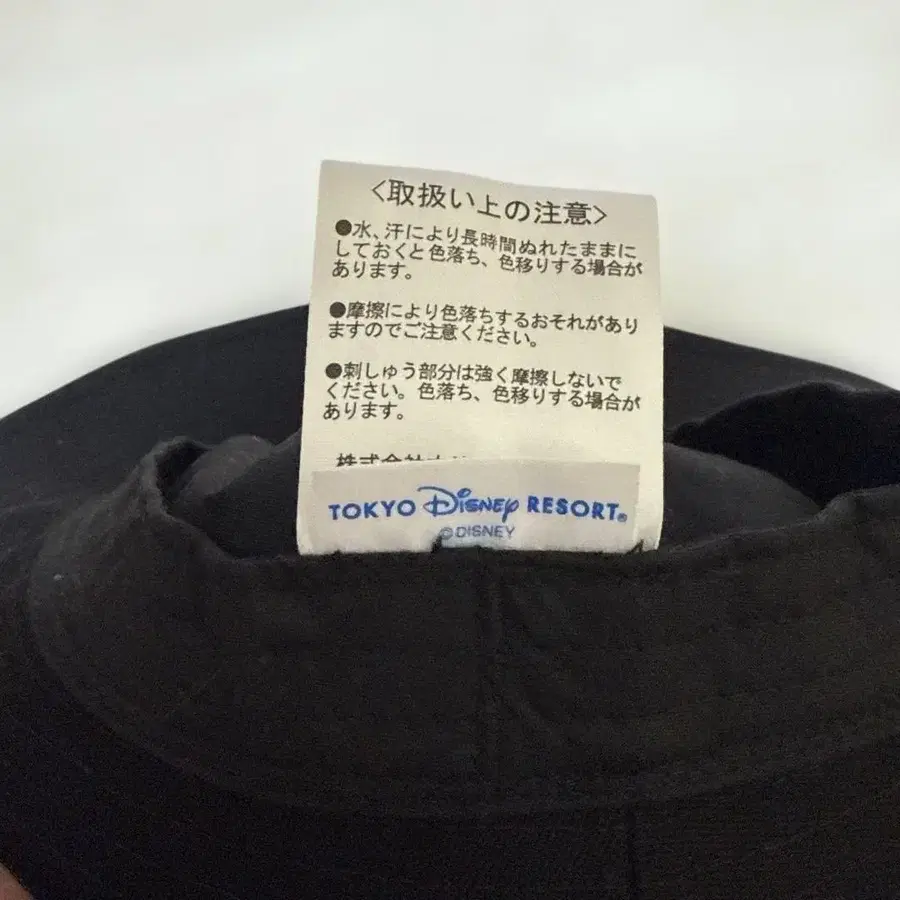 〈取扱い上の注意〉
●水、汗により長時間ぬれたままに
しておくと色落ち、色移りする場合が
あります。
●摩擦により色落ちするおそれがあり
ますのでご注意ください。
●刺しゅう部分は強く摩擦しないで
ください。色落ち、色移りする場合が
あります。
株式会社
TOKYO Disney RESORT®
©DISNEY